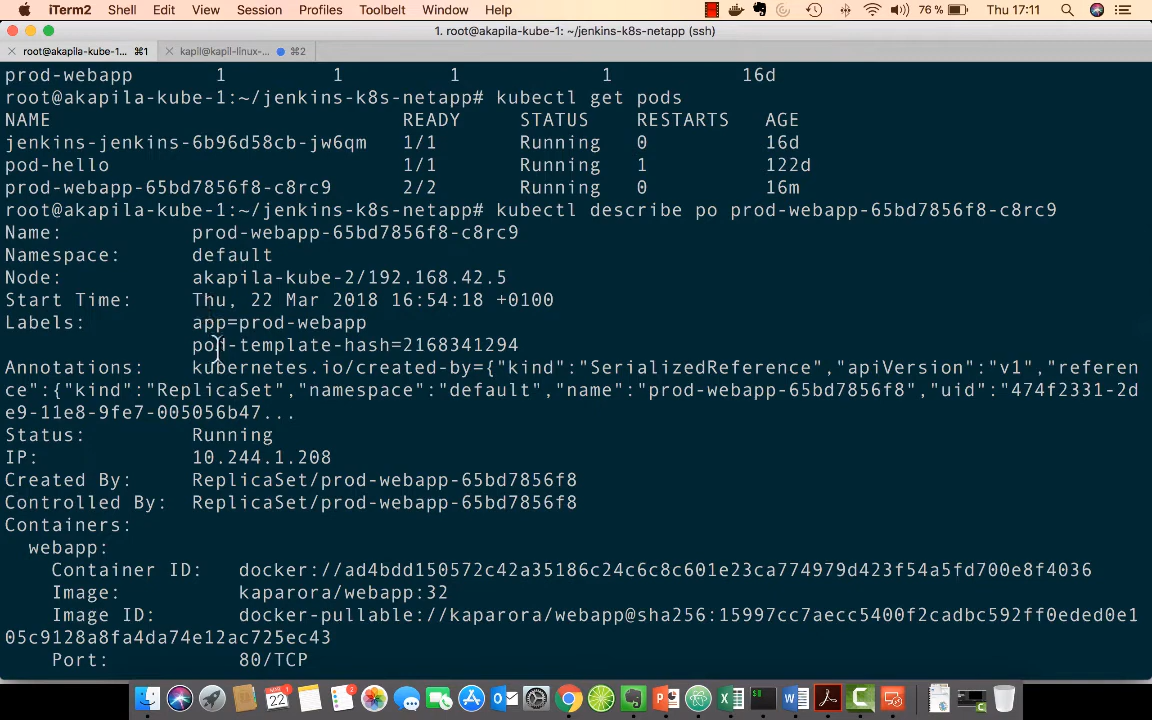 iTerm2 Shell Edit View Session Profiles Toolbelt Window Help 76 % Thu 17:11
1. root@akapila-kube-1: ~/jenkins-k8s-netapp (ssh)
root@akapila-kube-1:... ⌘1 kapil@kapil-linux-... ⌘2
prod-webapp 1 1 1 1 16d
root@akapila-kube-1:~/jenkins-k8s-netapp# kubectl get pods
NAME READY STATUS RESTARTS AGE
jenkins-jenkins-6b96d58cb-jw6qm 1/1 Running 0 16d
pod-hello 1/1 Running 1 122d
prod-webapp-65bd7856f8-c8rc9 2/2 Running 0 16m
root@akapila-kube-1:~/jenkins-k8s-netapp# kubectl describe po prod-webapp-65bd7856f8-c8rc9
Name: prod-webapp-65bd7856f8-c8rc9
Namespace: default
Node: akapila-kube-2/192.168.42.5
Start Time: Thu, 22 Mar 2018 16:54:18 +0100
Labels: app=prod-webapp
pod-template-hash=2168341294
Annotations: kubernetes.io/created-by={"kind":"SerializedReference","apiVersion":"v1","referen
ce":{"kind":"ReplicaSet","namespace":"default","name":"prod-webapp-65bd7856f8","uid":"474f2331-2d
e9-11e8-9fe7-005056b47...
Status: Running
IP: 10.244.1.208
Created By: ReplicaSet/prod-webapp-65bd7856f8
Controlled By: ReplicaSet/prod-webapp-65bd7856f8
Containers:
webapp:
Container ID: docker://ad4bdd150572c42a35186c24c6c8c601e23ca774979d423f54a5fd700e8f4036
Image: kaparora/webapp:32
Image ID: docker-pullable://kaparora/webapp@sha256:15997cc7aecc5400f2cadbc592ff0eded0e1
05c9128a8fa4da74e12ac725ec43
Port: 80/TCP
22